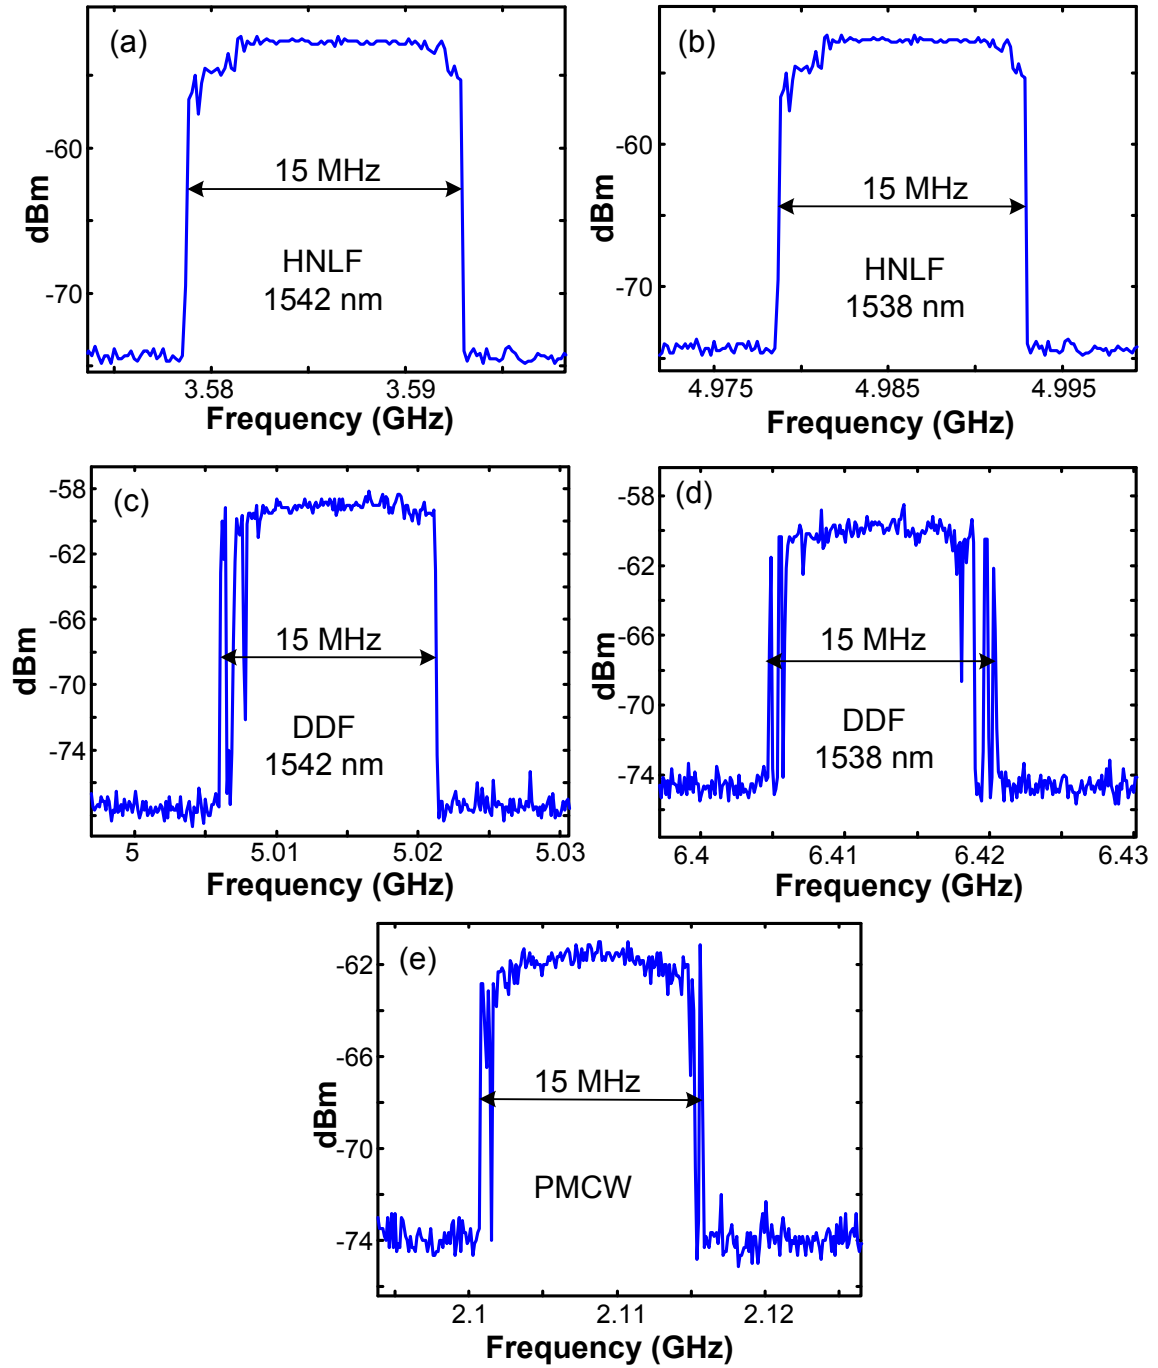 (a)
-60
-70
dBm
15 MHz
HNLF
1542 nm
3.58
3.59
Frequency (GHz)
(b)
-60
-70
dBm
15 MHz
HNLF
1538 nm
4.975
4.985
4.995
Frequency (GHz)
(c)
-58
-62
-66
-70
-74
dBm
15 MHz
DDF
1542 nm
5
5.01
5.02
5.03
Frequency (GHz)
(d)
-58
-62
-66
-70
-74
dBm
15 MHz
DDF
1538 nm
6.4
6.41
6.42
6.43
Frequency (GHz)
(e)
-62
-66
-70
-74
dBm
15 MHz
PMCW
2.1
2.11
2.12
Frequency (GHz)